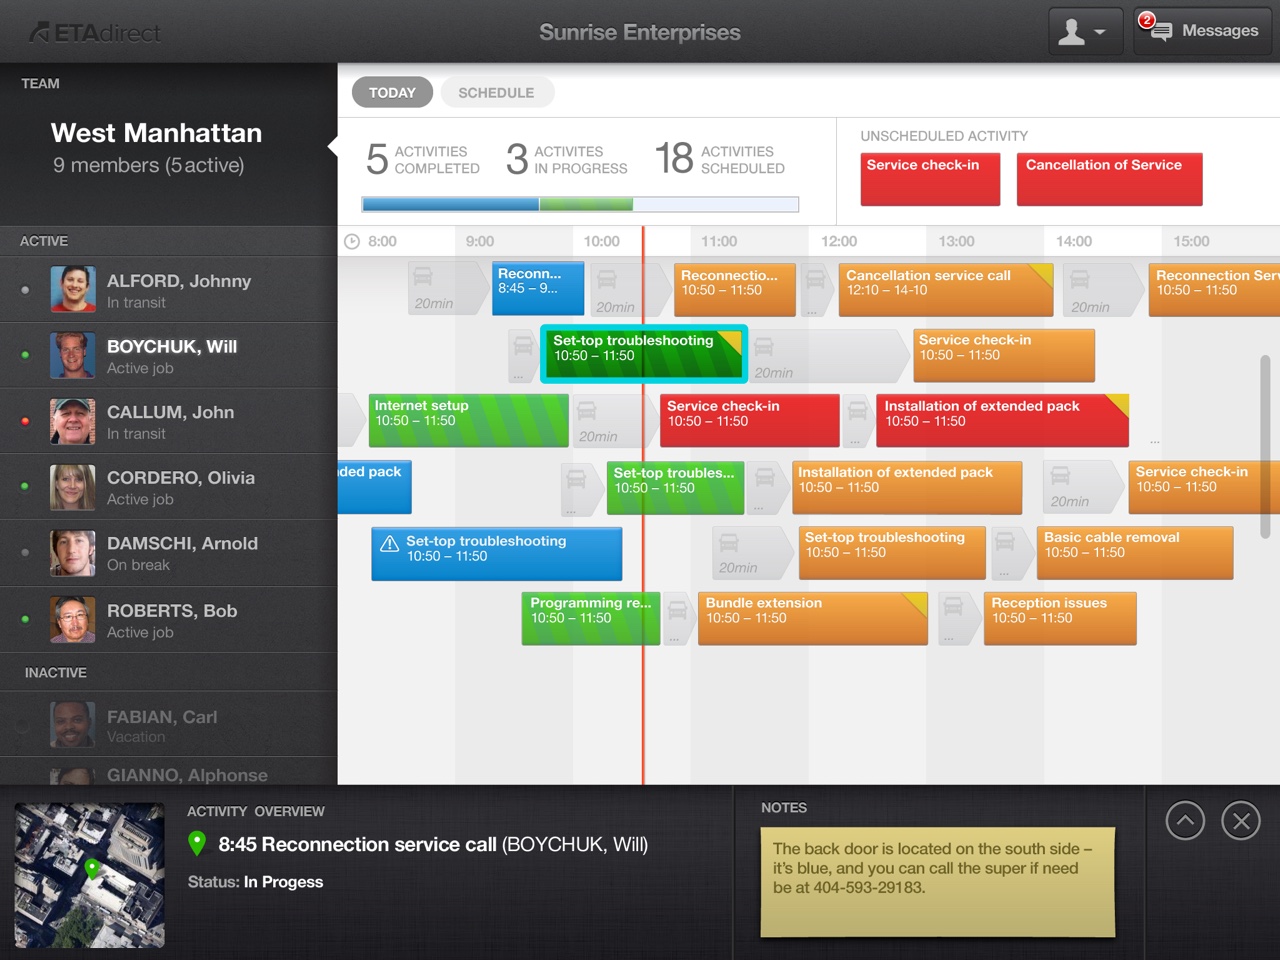 ETAdirect
Sunrise Enterprises
2
Messages
TEAM
West Manhattan
9 members (5 active)
TODAY
SCHEDULE
5 ACTIVITIES COMPLETED
3 ACTIVITES IN PROGRESS
18 ACTIVITIES SCHEDULED
UNSCHEDULED ACTIVITY
Service check-in
Cancellation of Service
ACTIVE
8:00 9:00 10:00 11:00 12:00 13:00 14:00 15:00
ALFORD, Johnny
In transit
20min
Reconn...
8:45 – 9...
20min
Reconnectio...
10:50 – 11:50
...
Cancellation service call
12:10 – 14-10
20min
Reconnection Ser
10:50 – 11:50
BOYCHUK, Will
Active job
...
Set-top troubleshooting
10:50 – 11:50
20min
Service check-in
10:50 – 11:50
CALLUM, John
In transit
Internet setup
10:50 – 11:50
20min
Service check-in
10:50 – 11:50
...
Installation of extended pack
10:50 – 11:50
...
CORDERO, Olivia
Active job
ded pack
...
Set-top troubles...
10:50 – 11:50
...
Installation of extended pack
10:50 – 11:50
20min
Service check-in
10:50 – 11:50
DAMSCHI, Arnold
On break
Set-top troubleshooting
10:50 – 11:50
20min
Set-top troubleshooting
10:50 – 11:50
...
Basic cable removal
10:50 – 11:50
ROBERTS, Bob
Active job
Programming re...
10:50 – 11:50
...
Bundle extension
10:50 – 11:50
...
Reception issues
10:50 – 11:50
INACTIVE
FABIAN, Carl
Vacation
GIANNO, Alphonse
ACTIVITY OVERVIEW
8:45 Reconnection service call (BOYCHUK, Will)
Status: In Progess
NOTES
The back door is located on the south side –
it's blue, and you can call the super if need
be at 404-593-29183.